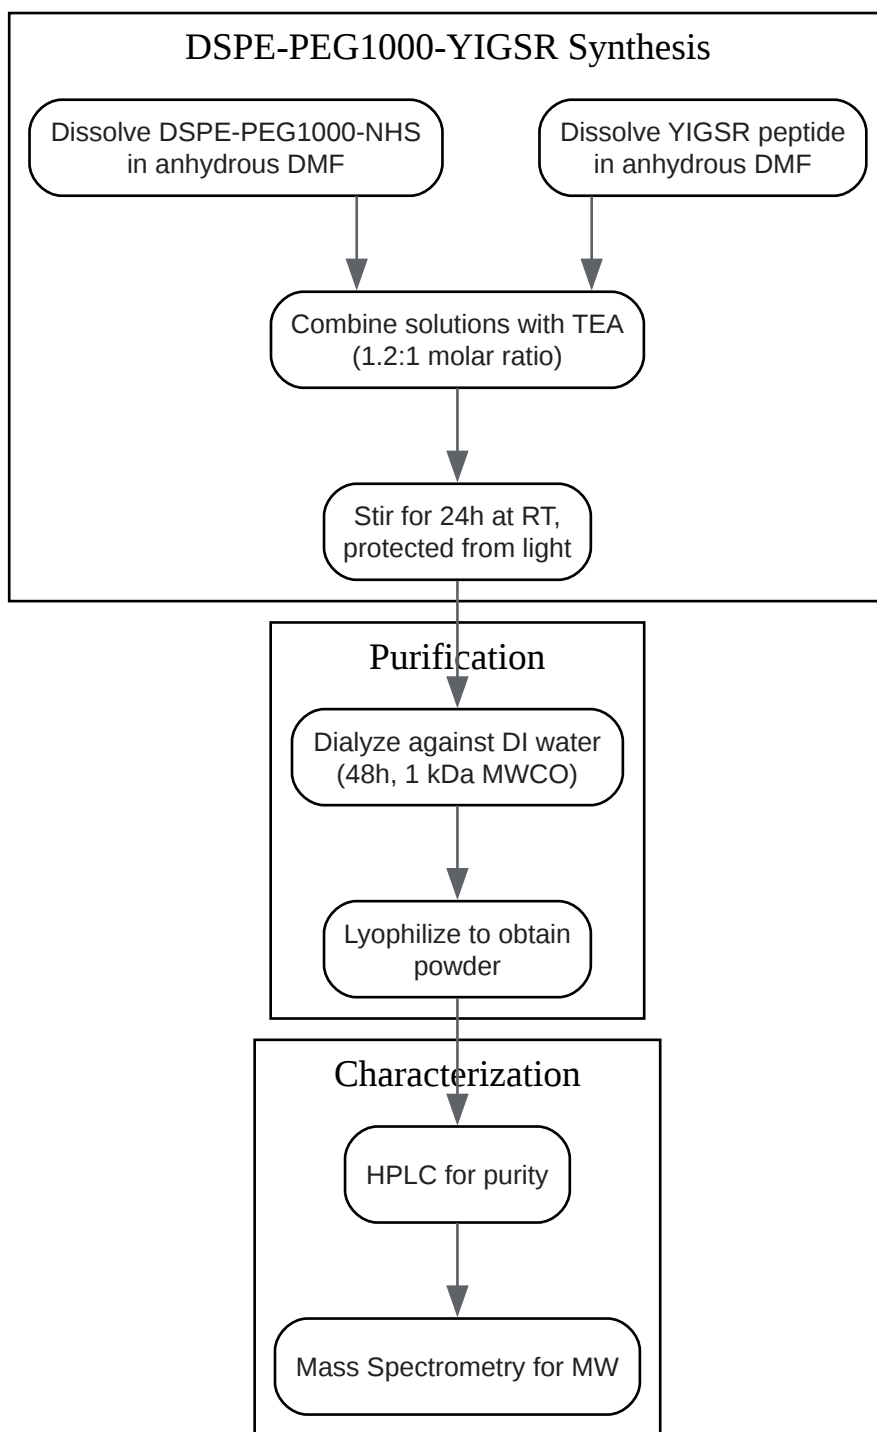 DSPE-PEG1000-YIGSR Synthesis
Dissolve DSPE-PEG1000-NHS
in anhydrous DMF
Dissolve YIGSR peptide
in anhydrous DMF
Combine solutions with TEA
(1.2:1 molar ratio)
Stir for 24h at RT,
protected from light
Purification
Dialyze against DI water
(48h, 1 kDa MWCO)
Lyophilize to obtain
powder
Characterization
HPLC for purity
Mass Spectrometry for MW